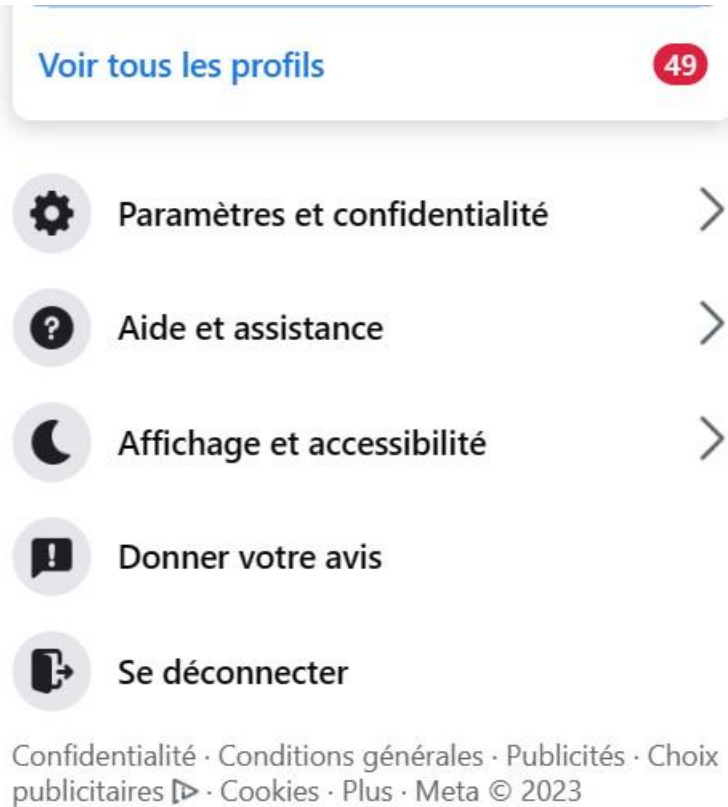 Voir tous les profils
49
Paramètres et confidentialité
Aide et assistance
Affichage et accessibilité
Donner votre avis
Se déconnecter
Confidentialité · Conditions générales · Publicités · Choix
publicitaires · Cookies · Plus · Meta © 2023